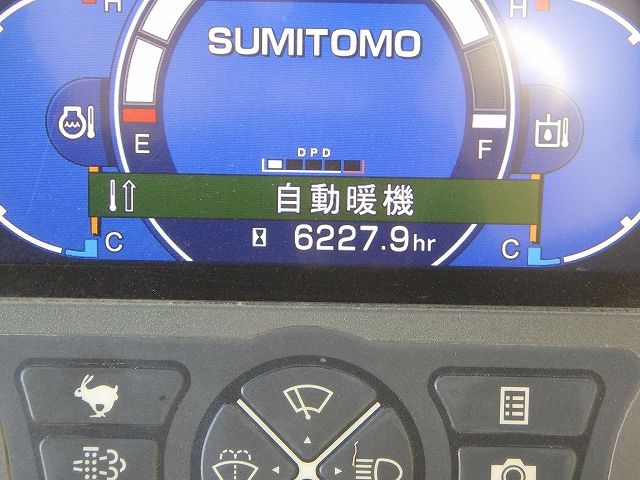 H
H
SUMITOMO
E
F
DPD
自動暖機
C
6227.9hr
C